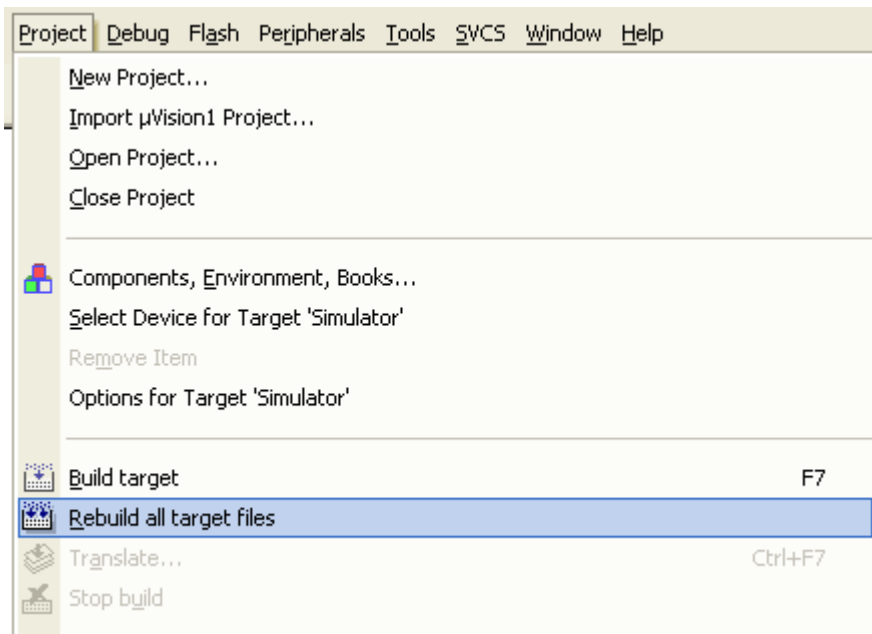 Project Debug Flash Peripherals Tools SVCS Window Help
New Project...
Import µVision1 Project...
Open Project...
Close Project
Components, Environment, Books...
Select Device for Target 'Simulator'
Remove Item
Options for Target 'Simulator'
Build target F7
Rebuild all target files
Translate... Ctrl+F7
Stop build